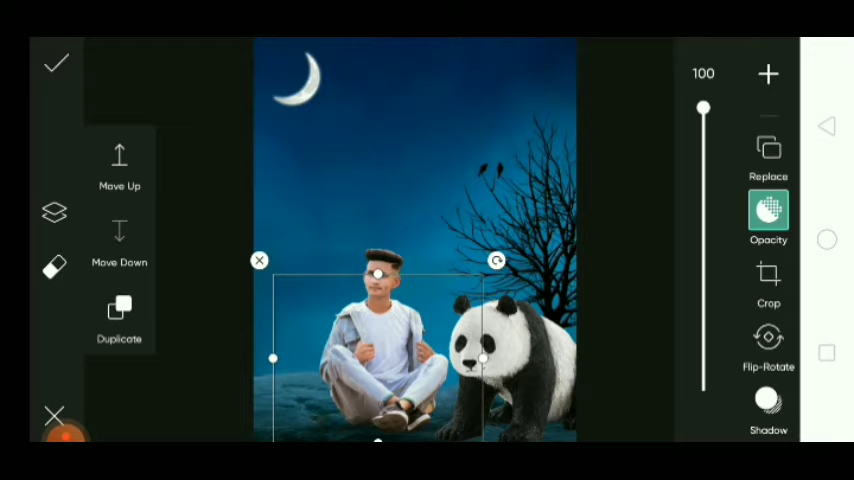 100
Replace
Move Up
Opacity
Move Down
Crop
Duplicate
Flip-Rotate
Shadow